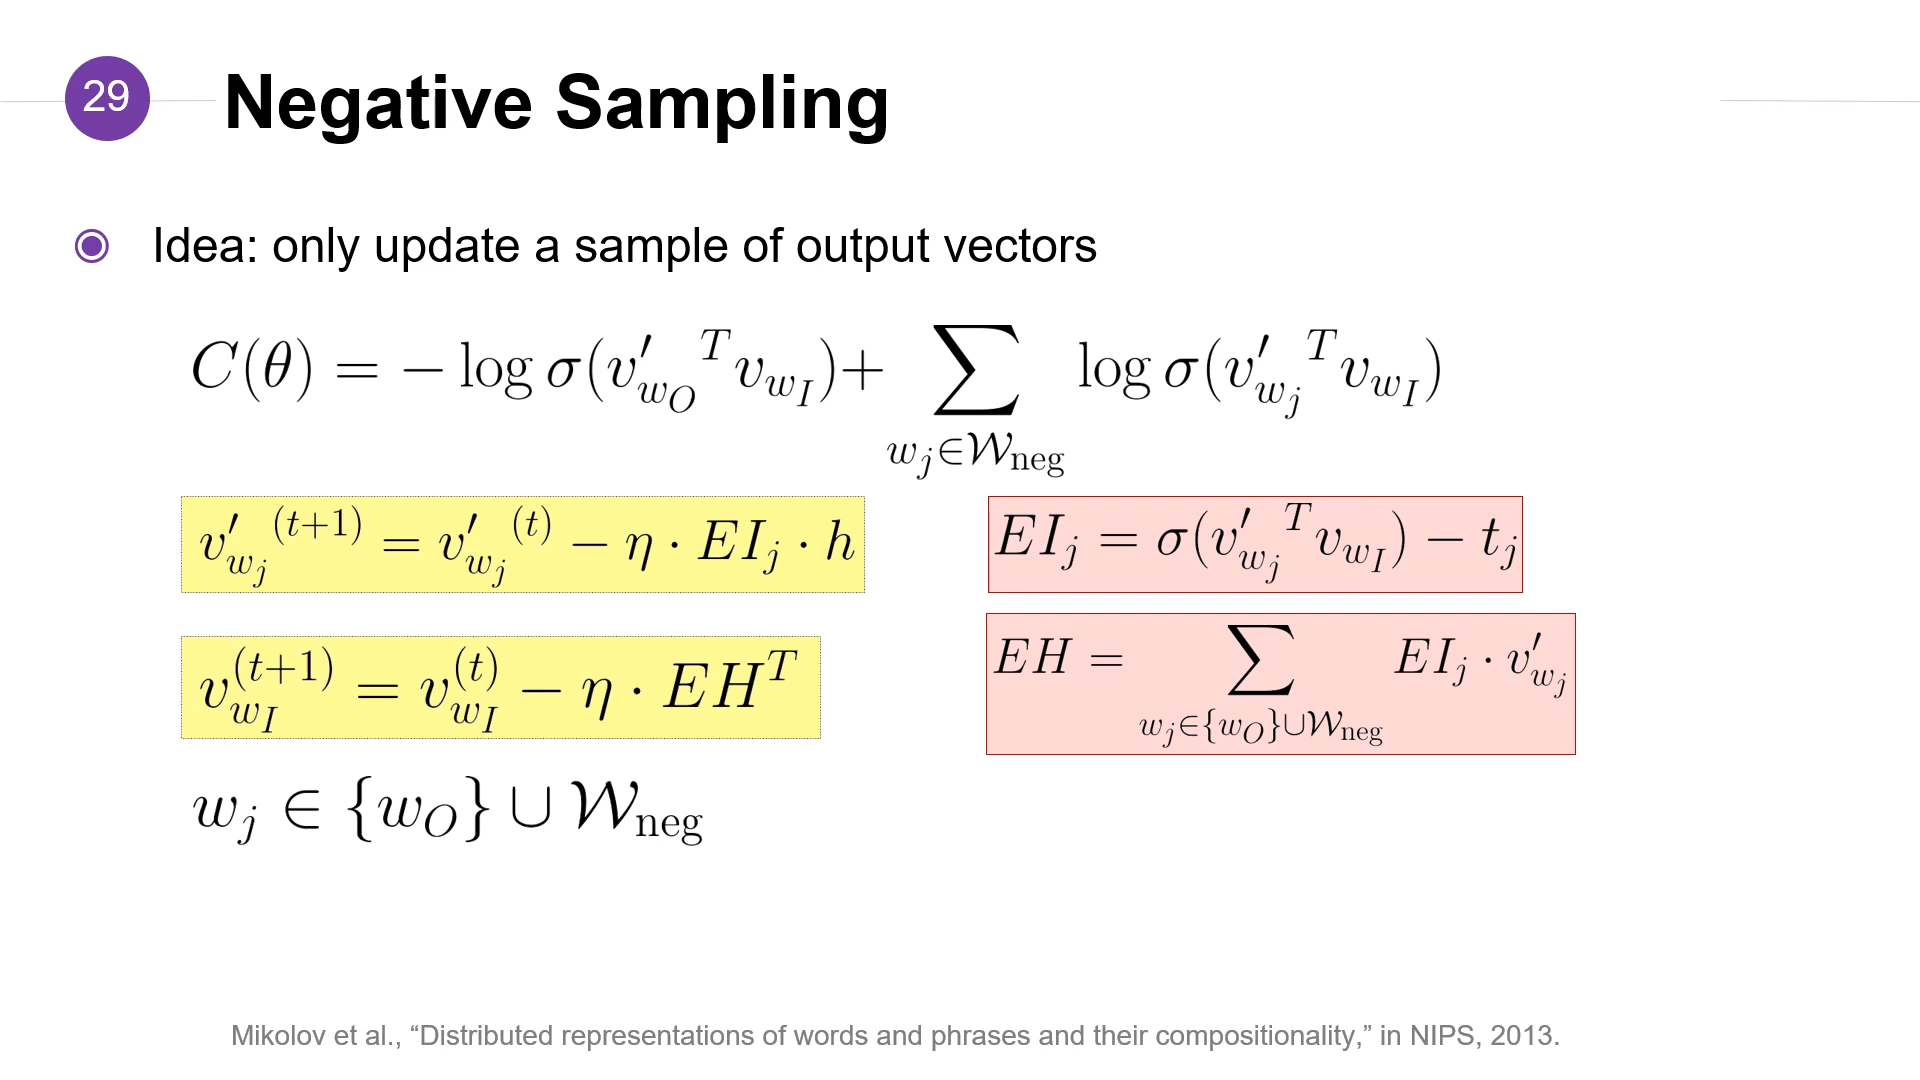 29
Negative Sampling
Idea: only update a sample of output vectors
C(θ) = − log σ(v′_{w_O}^T v_{w_I}) + ∑_{w_j∈𝒲_neg} log σ(v′_{w_j}^T v_{w_I})
v′_{w_j}^{(t+1)} = v′_{w_j}^{(t)} − η · EI_j · h
EI_j = σ(v′_{w_j}^T v_{w_I}) − t_j
v_{w_I}^{(t+1)} = v_{w_I}^{(t)} − η · EH^T
EH = ∑_{w_j∈{w_O}∪𝒲_neg} EI_j · v′_{w_j}
w_j ∈ {w_O} ∪ 𝒲_neg
Mikolov et al., “Distributed representations of words and phrases and their compositionality,” in NIPS, 2013.